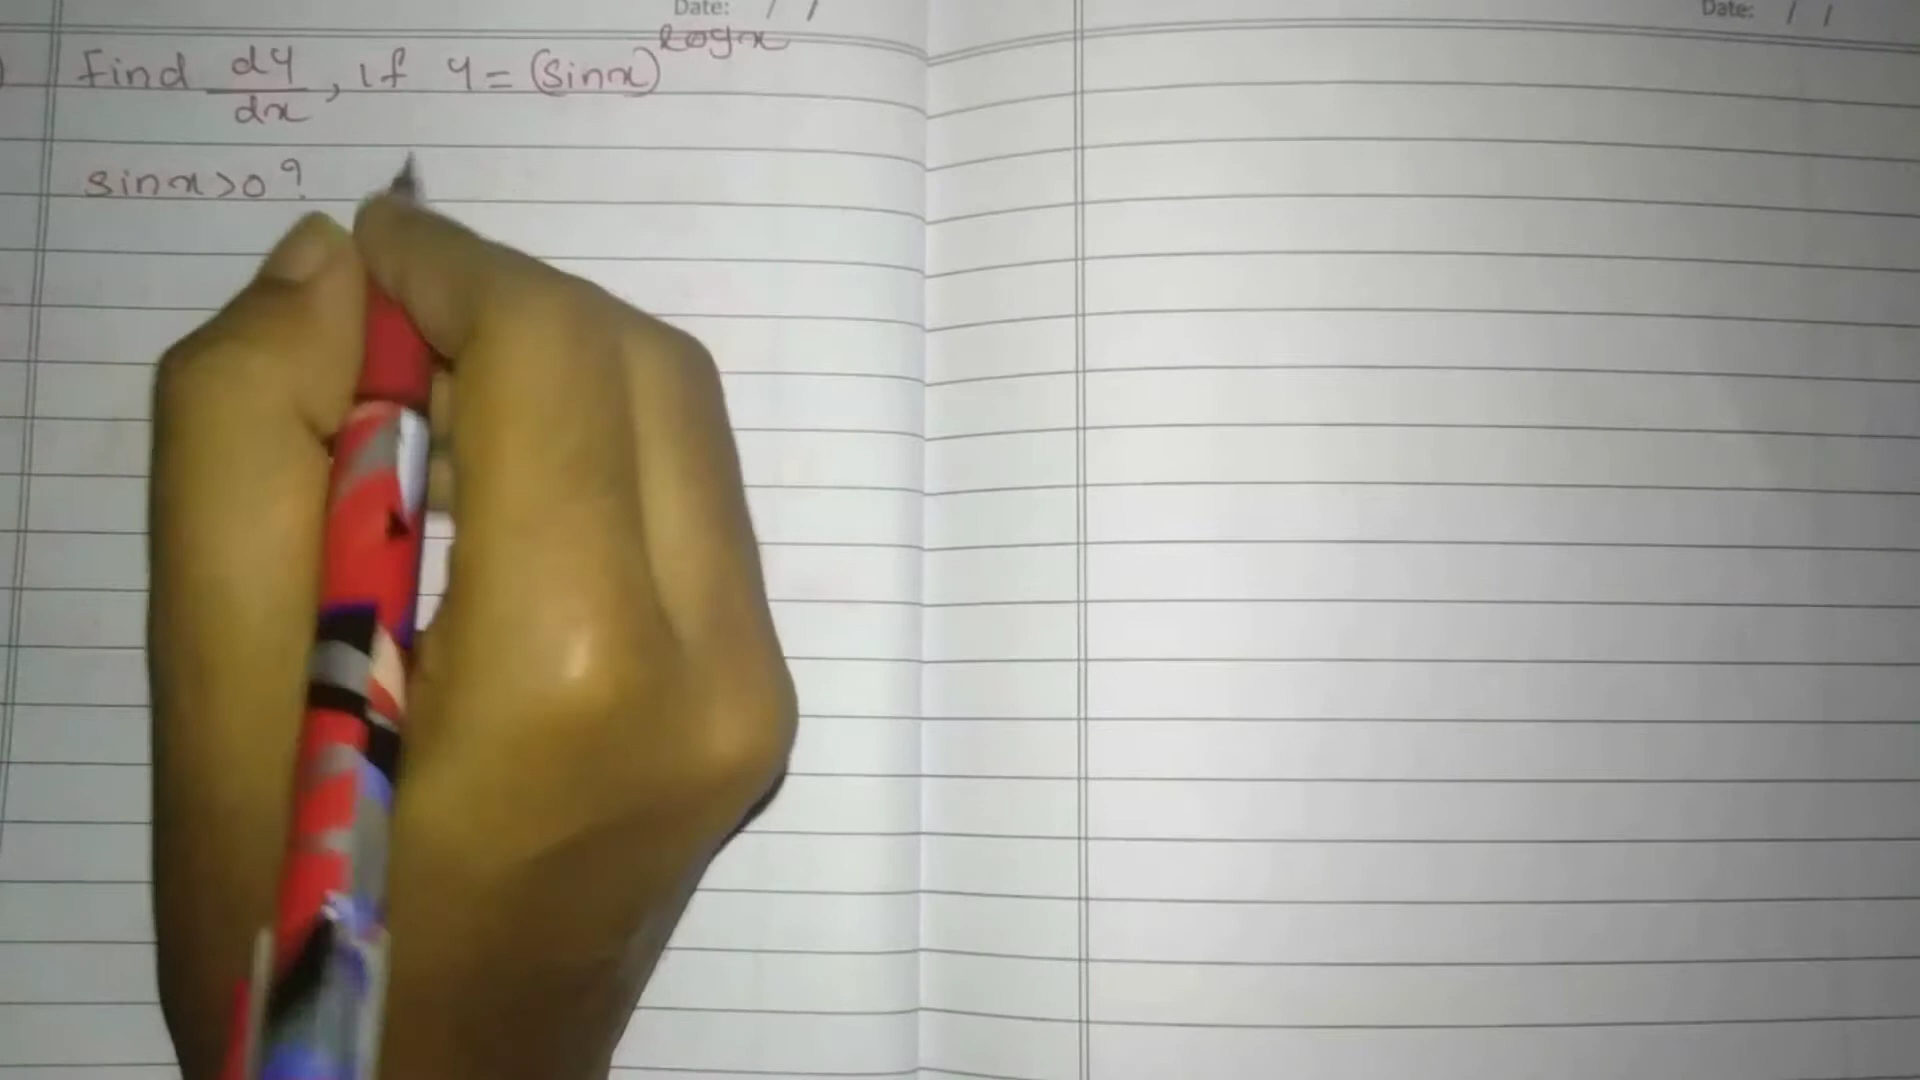 Date: / /
Date: / /
Find dy/dx, if y = (sinx)^logx
sinx>0?